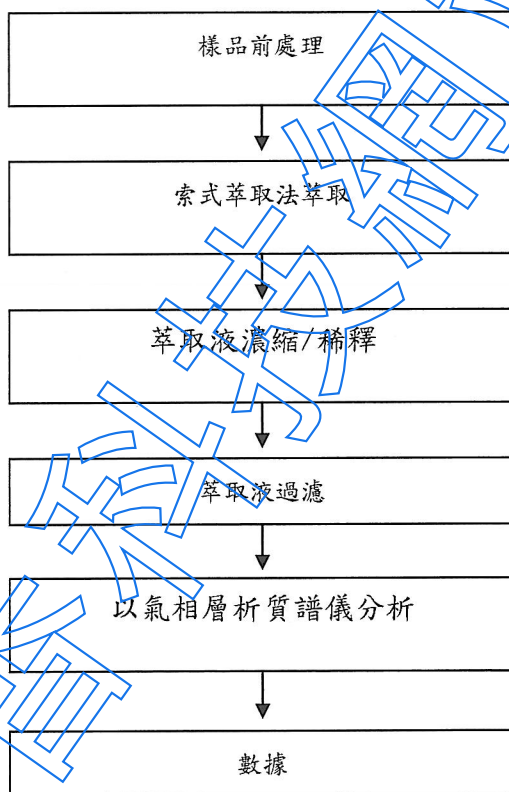 樣品前處理
索式萃取法萃取
萃取液濃縮/稀釋
萃取液過濾
以氣相層析質譜儀分析
數據